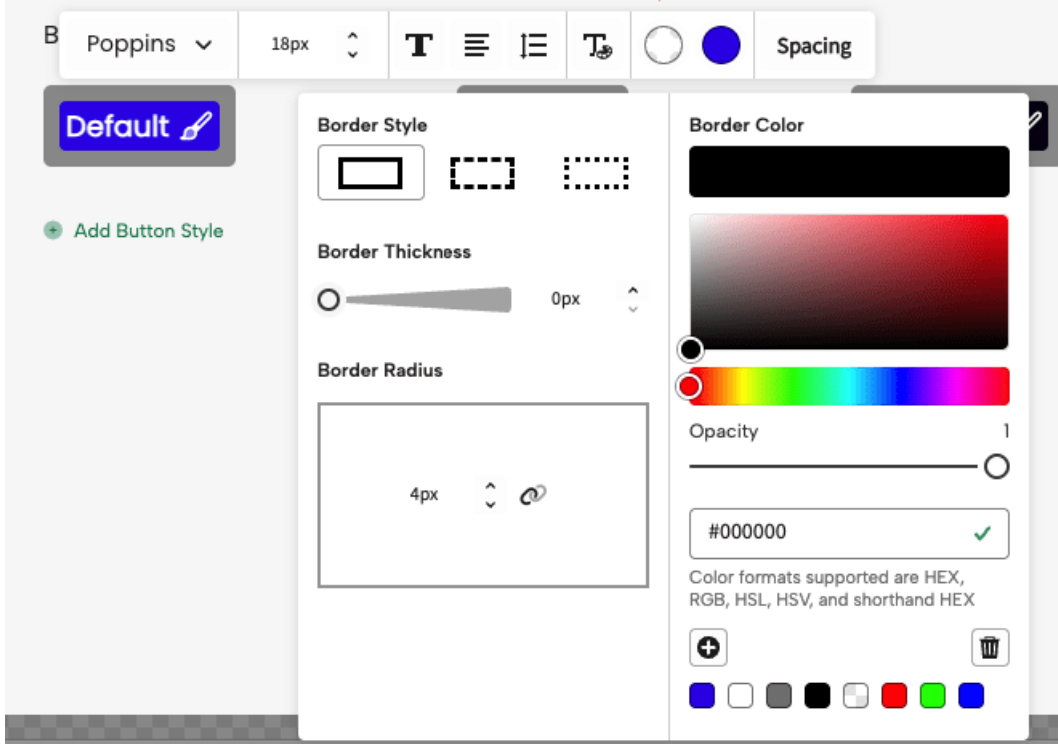 B
Poppins 18px T T Spacing
Default
Add Button Style
Border Style
Border Thickness
0px
Border Radius
4px
Border Color
Opacity 1
#000000
Color formats supported are HEX,
RGB, HSL, HSV, and shorthand HEX